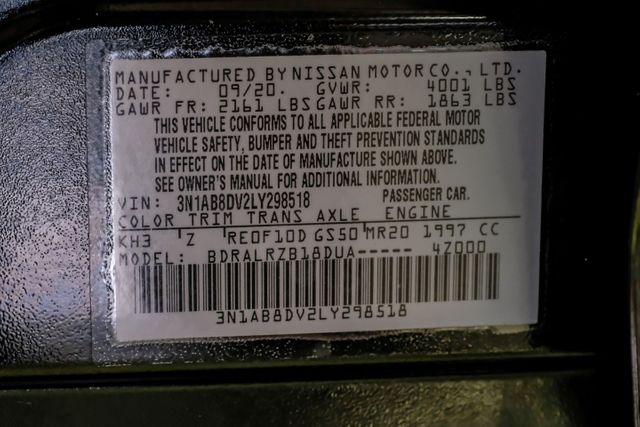 MANUFACTURED BY NISSAN MOTOR CO., LTD.
DATE: 09/20. GVWR: 4001 LBS
GAWR FR: 2161 LBS GAWR RR: 1863 LBS
THIS VEHICLE CONFORMS TO ALL APPLICABLE FEDERAL MOTOR
VEHICLE SAFETY, BUMPER AND THEFT PREVENTION STANDARDS
IN EFFECT ON THE DATE OF MANUFACTURE SHOWN ABOVE.
SEE OWNER'S MANUAL FOR ADDITIONAL INFORMATION.
VIN: 3N1AB8DV2LY298518 PASSENGER CAR.
COLOR TRIM TRANS AXLE ENGINE
KH3 'Z RE0F10D GS50 MR20 1997 CC
MODEL: BDRALRZB18DUA----- 4Z000
3N1AB8DV2LY298518